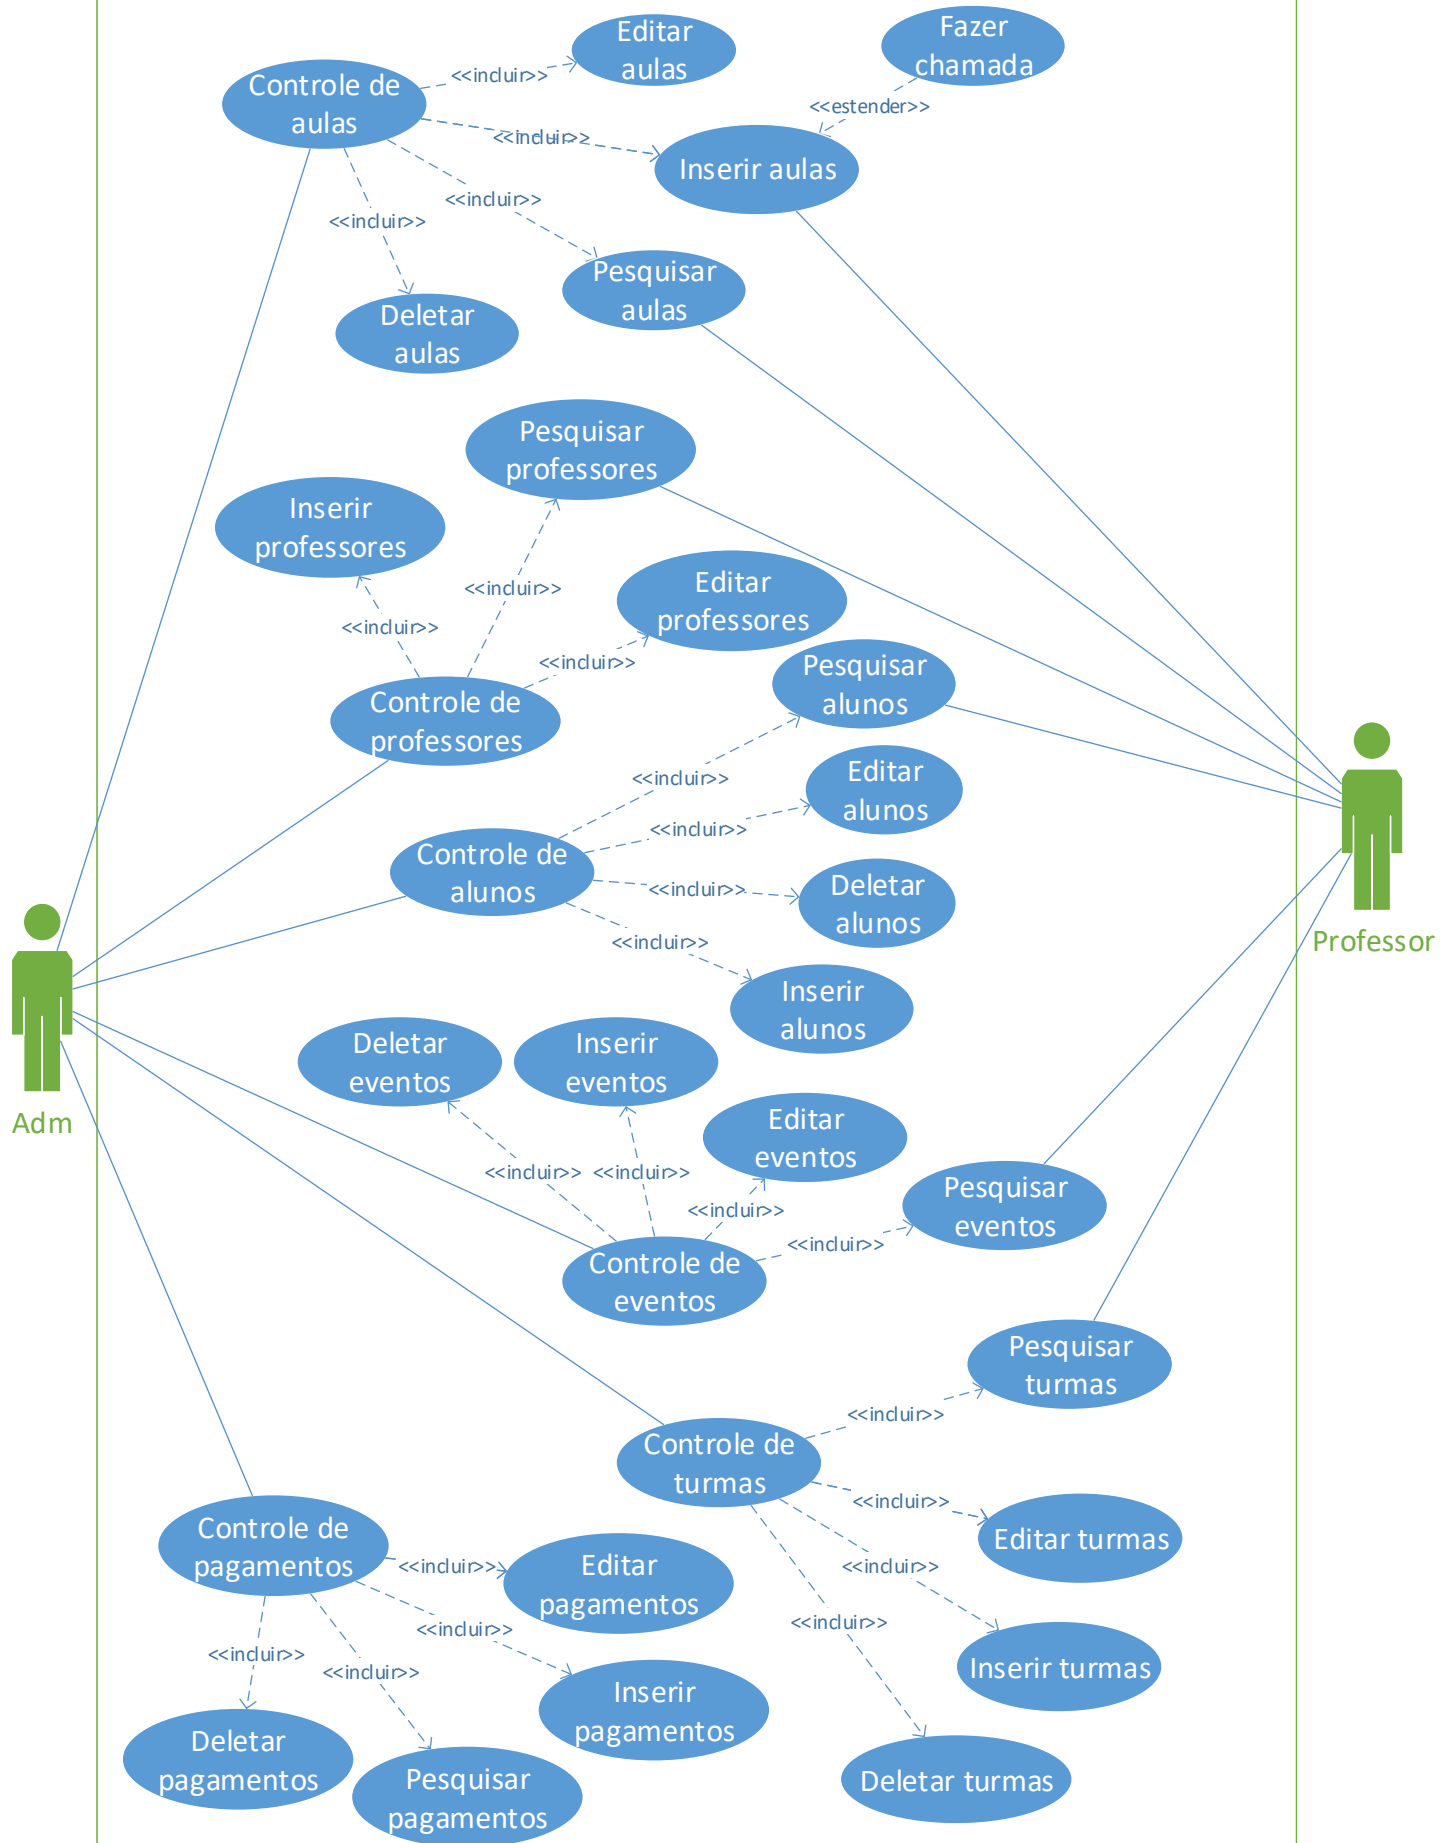 Editar
aulas
Fazer
chamada
Controle de
aulas
<<incluir>>
<<estender>>
<<incluir>>
Inserir aulas
<<incluir>>
<<incluir>>
Pesquisar
aulas
Deletar
aulas
Pesquisar
professores
Inserir
professores
<<incluir>>
Editar
professores
<<incluir>>
<<incluir>>
Pesquisar
alunos
Controle de
professores
<<incluir>>
Editar
alunos
<<incluir>>
Controle de
alunos
<<incluir>>
Deletar
alunos
<<incluir>>
Professor
Inserir
alunos
Deletar
eventos
Inserir
eventos
Adm
Editar
eventos
<<incluir>>
<<incluir>>
<<incluir>>
Pesquisar
eventos
<<incluir>>
Controle de
eventos
Pesquisar
turmas
<<incluir>>
Controle de
turmas
<<incluir>>
Editar turmas
Controle de
pagamentos
<<incluir>>
Editar
pagamentos
<<incluir>>
<<incluir>>
<<incluir>>
<<incluir>>
<<incluir>>
Inserir turmas
Inserir
pagamentos
Deletar
pagamentos
Pesquisar
pagamentos
Deletar turmas